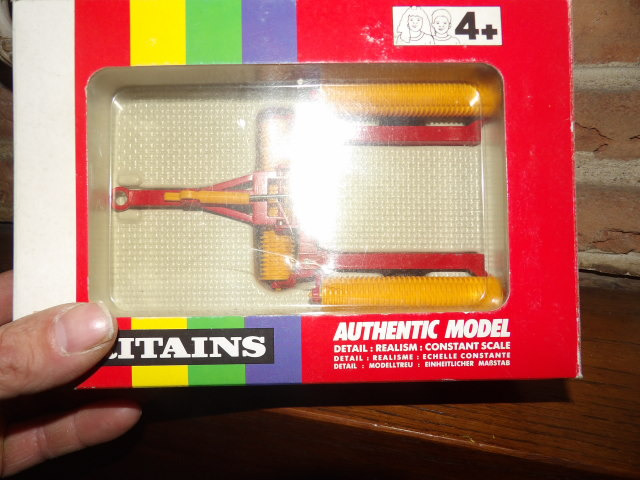 4+
ITAINS
AUTHENTIC MODEL
DETAIL : REALISM : CONSTANT SCALE
DETAIL : REALISME : ECHELLE CONSTANTE
DETAIL : MODELLTREU : EINHEITLICHER MAßSTAB